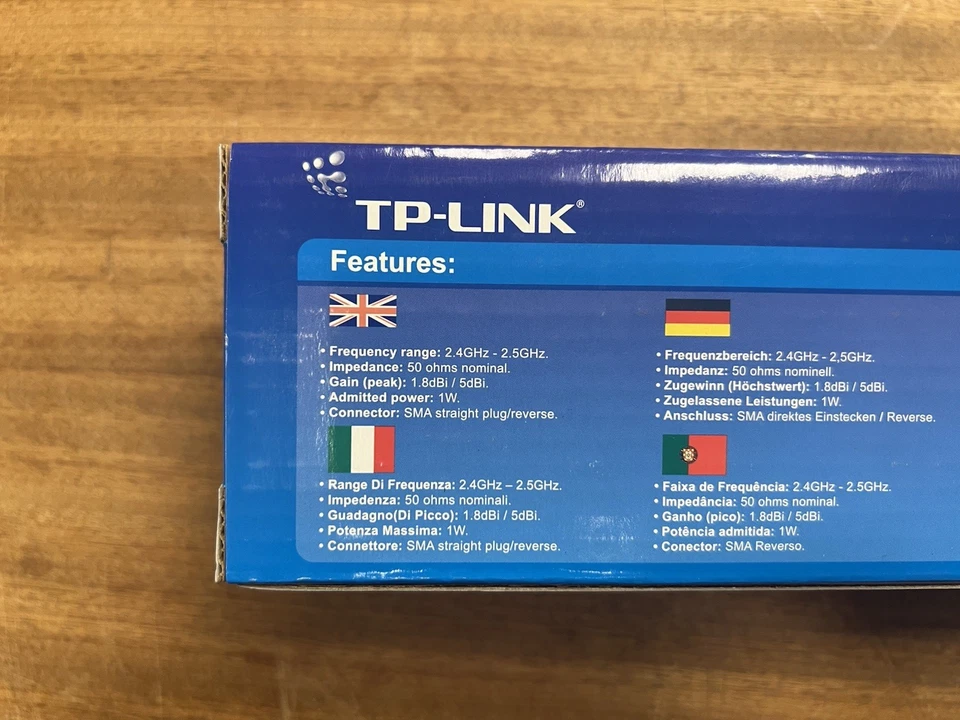 TP-LINK®
Features:
• Frequency range: 2.4GHz - 2.5GHz.
• Impedance: 50 ohms nominal.
• Gain (peak): 1.8dBi / 5dBi.
• Admitted power: 1W.
• Connector: SMA straight plug/reverse.
• Frequenzbereich: 2.4GHz - 2,5GHz.
• Impedanz: 50 ohms nominell.
• Zugewinn (Höchstwert): 1.8dBi / 5dBi.
• Zugelassene Leistungen: 1W.
• Anschluss: SMA direktes Einstecken / Reverse.
• Range Di Frequenza: 2.4GHz – 2.5GHz.
• Impedenza: 50 ohms nominali.
• Guadagno(Di Picco): 1.8dBi / 5dBi.
• Potenza Massima: 1W.
• Connettore: SMA straight plug/reverse.
• Faixa de Frequência: 2.4GHz - 2.5GHz.
• Impedância: 50 ohms nominal.
• Ganho (pico): 1.8dBi / 5dBi.
• Potência admitida: 1W.
• Conector: SMA Reverso.